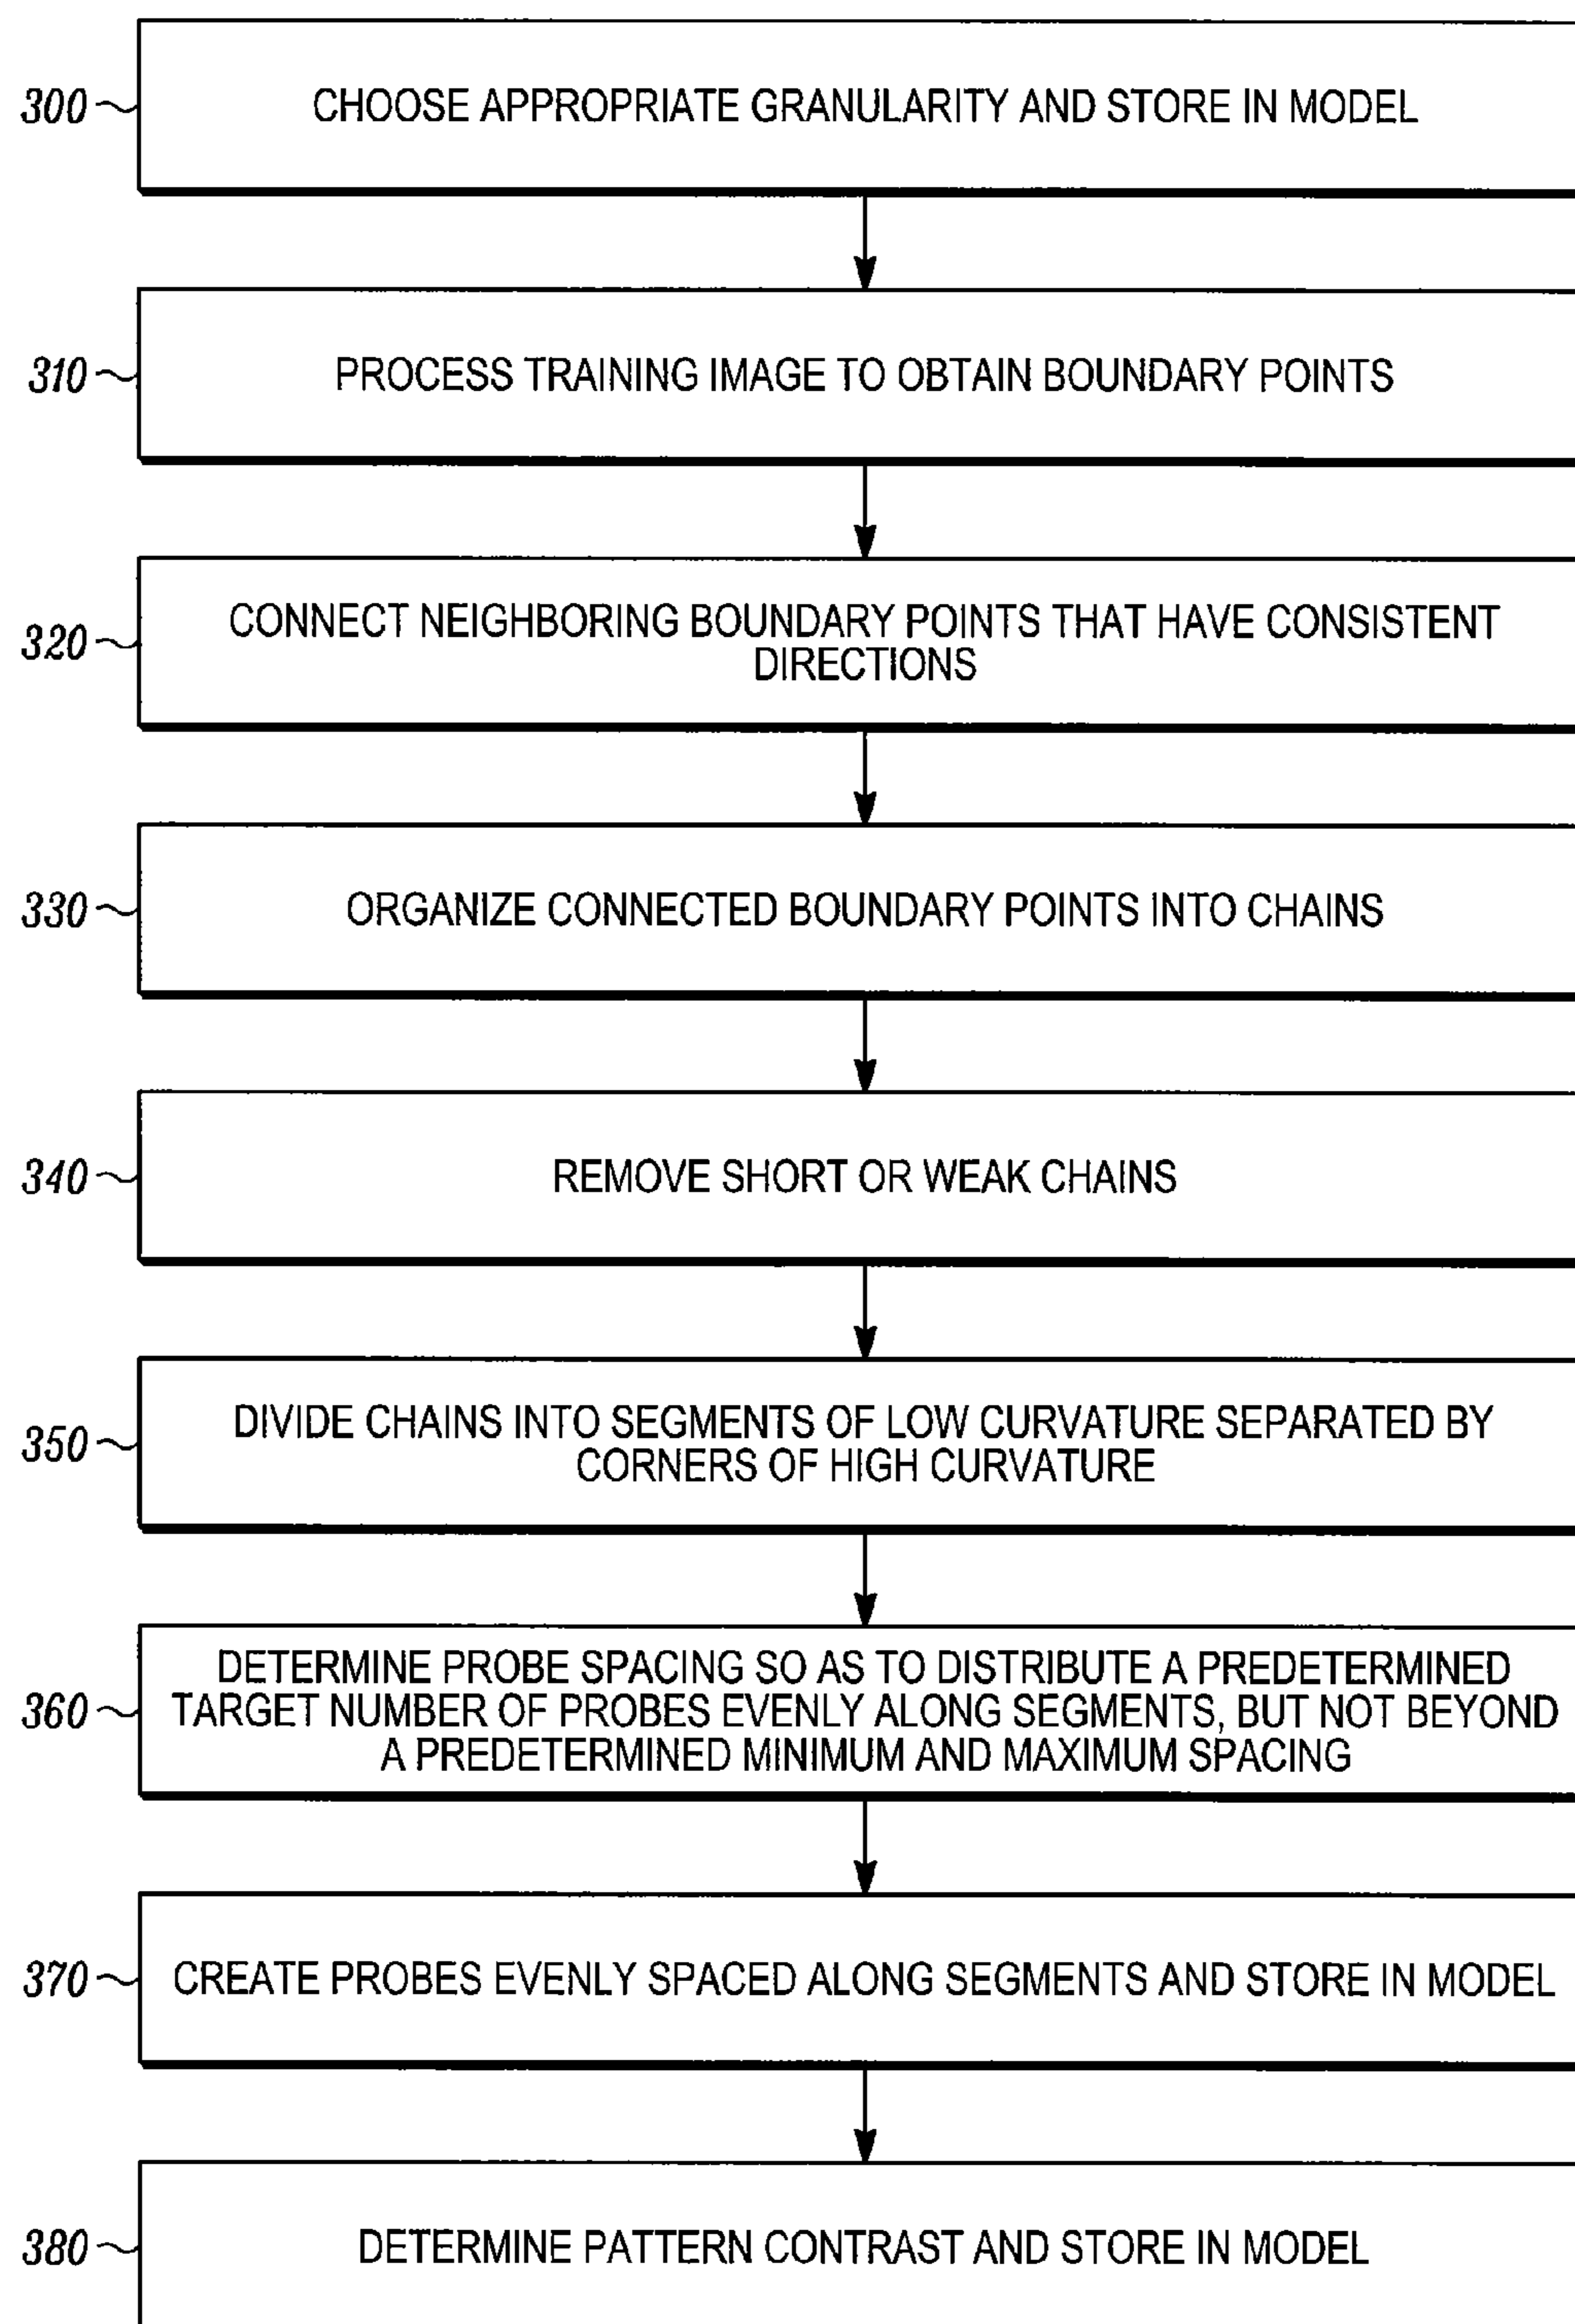 300 CHOOSE APPROPRIATE GRANULARITY AND STORE IN MODEL
310 PROCESS TRAINING IMAGE TO OBTAIN BOUNDARY POINTS
320 CONNECT NEIGHBORING BOUNDARY POINTS THAT HAVE CONSISTENT
DIRECTIONS
330 ORGANIZE CONNECTED BOUNDARY POINTS INTO CHAINS
340 REMOVE SHORT OR WEAK CHAINS
350 DIVIDE CHAINS INTO SEGMENTS OF LOW CURVATURE SEPARATED BY
CORNERS OF HIGH CURVATURE
360 DETERMINE PROBE SPACING SO AS TO DISTRIBUTE A PREDETERMINED
TARGET NUMBER OF PROBES EVENLY ALONG SEGMENTS, BUT NOT BEYOND
A PREDETERMINED MINIMUM AND MAXIMUM SPACING
370 CREATE PROBES EVENLY SPACED ALONG SEGMENTS AND STORE IN MODEL
380 DETERMINE PATTERN CONTRAST AND STORE IN MODEL